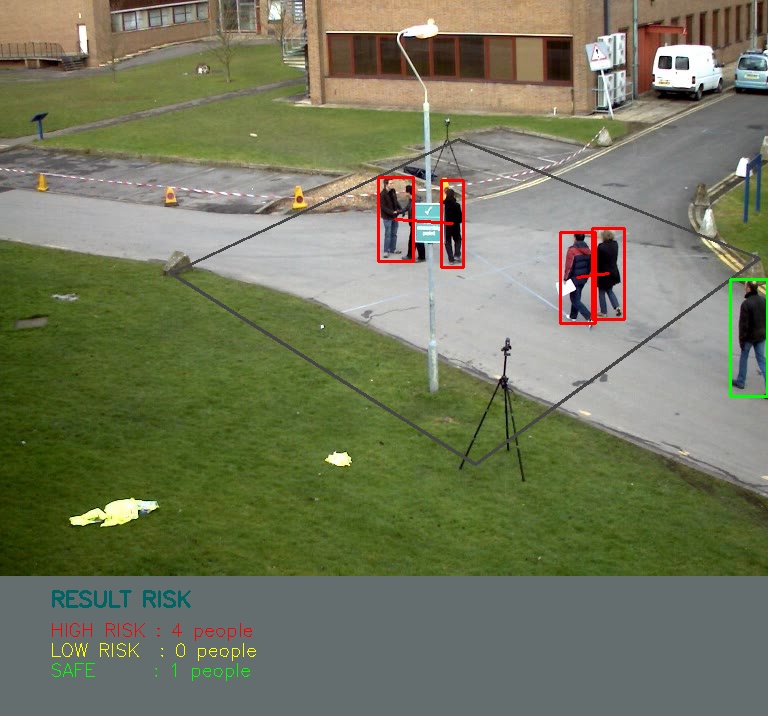 RESULT RISK
HIGH RISK : 4 people
LOW RISK : 0 people
SAFE : 1 people